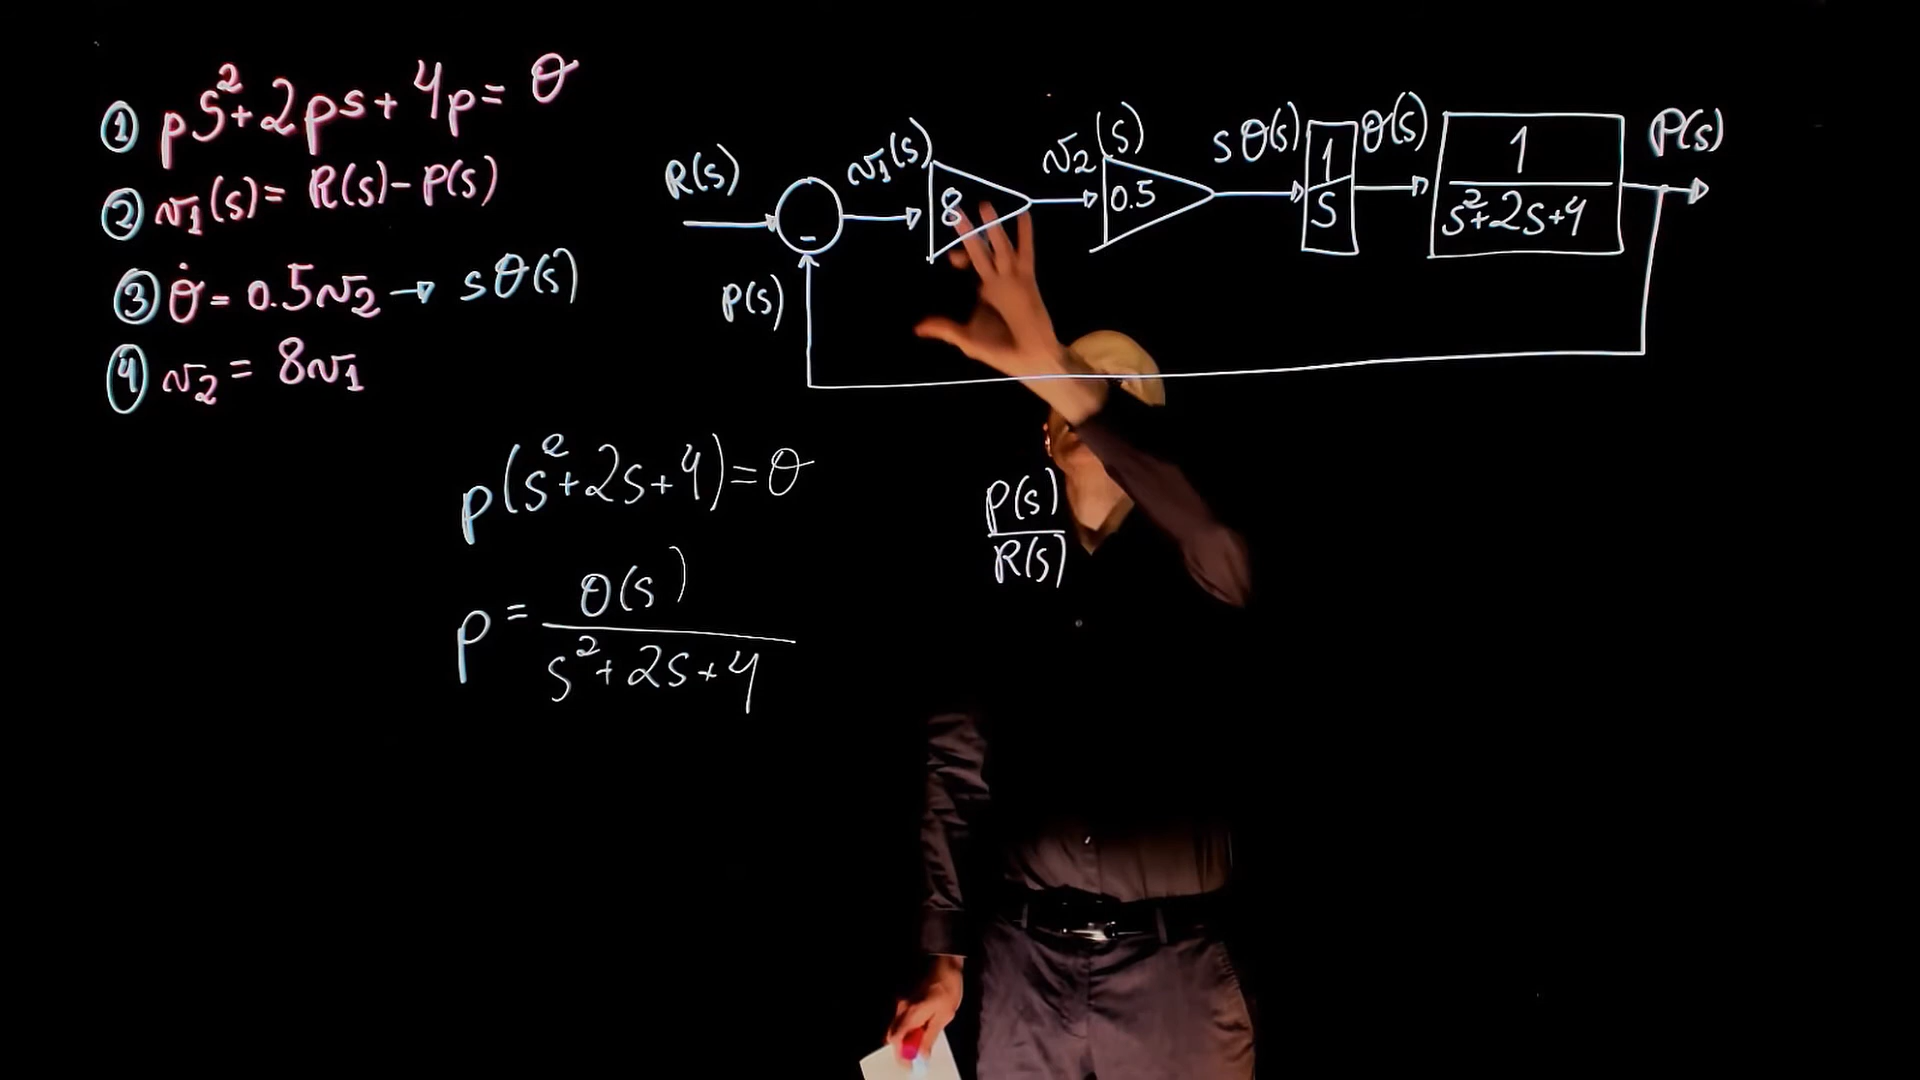 ① ps²+2ps+4p=θ
② v₁(s)=R(s)-p(s)
③ θ̇=0.5v₂→sθ(s)
④ v₂=8v₁
R(s)
-
p(s)
v₁(s)
8
v₂(s)
0.5
sθ(s)
1/s
θ(s)
1
s²+2s+4
P(s)
p(s²+2s+4)=θ
p=
θ(s)
s²+2s+4
P(s)
R(s)